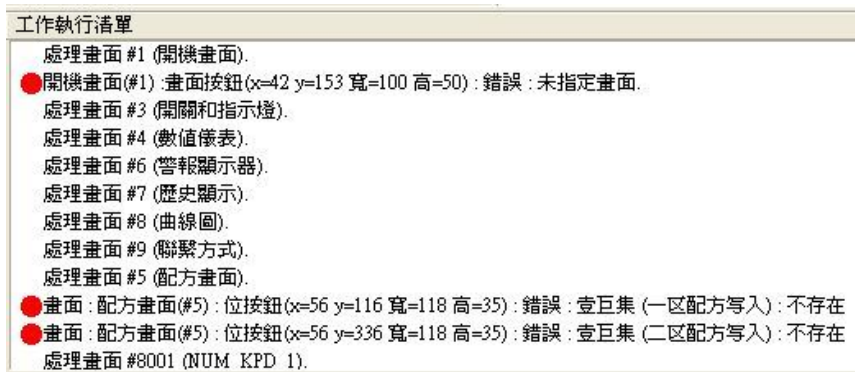 工作執行清單
處理畫面 #1 (開機畫面).
開機畫面(#1) :畫面按鈕(x=42 y=153 寬=100 高=50) : 錯誤 : 未指定畫面.
處理畫面 #3 (開關和指示燈).
處理畫面 #4 (數值儀表).
處理畫面 #6 (警報顯示器).
處理畫面 #7 (歷史顯示).
處理畫面 #8 (曲線圖).
處理畫面 #9 (聯繫方式).
處理畫面 #5 (配方畫面).
畫面 : 配方畫面(#5) : 位按鈕(x=56 y=116 寬=118 高=35) : 錯誤 : 壹巨集 (一区配方写入) : 不存在
畫面 : 配方畫面(#5) : 位按鈕(x=56 y=336 寬=118 高=35) : 錯誤 : 壹巨集 (二区配方写入) : 不存在
處理畫面 #8001 (NUM_KPD_1).